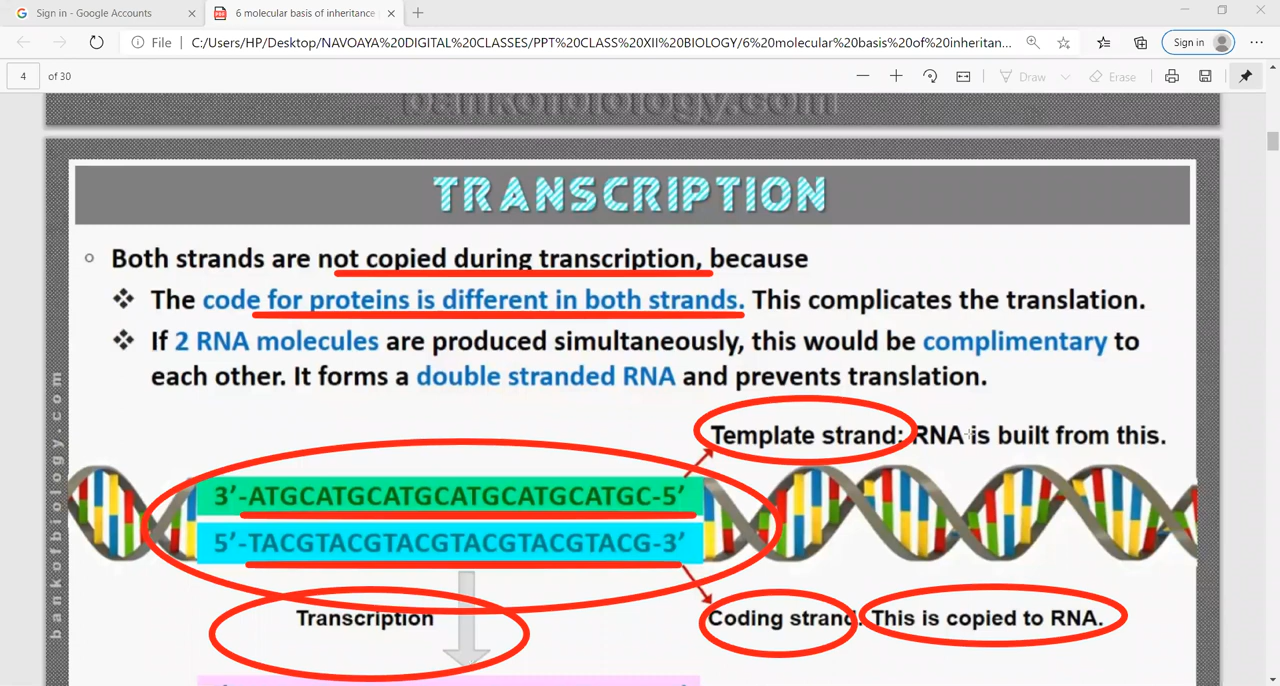 Sign in - Google Accounts
6 molecular basis of inheritance
File
C:/Users/HP/Desktop/NAVOAYA%20DIGITAL%20CLASSES/PPT%20CLASS%20XII%20BIOLOGY/6%20molecular%20basis%20of%20inheritan...
Sign in
4 of 30
Draw
Erase
bankofbiology.com
TRANSCRIPTION
Both strands are not copied during transcription, because
The code for proteins is different in both strands. This complicates the translation.
If 2 RNA molecules are produced simultaneously, this would be complimentary to
each other. It forms a double stranded RNA and prevents translation.
Template strand: RNA is built from this.
3’-ATGCATGCATGCATGCATGCATGC-5’
5’-TACGTACGTACGTACGTACGTACG-3’
Transcription
Coding strand: This is copied to RNA.
bankofbiology.com